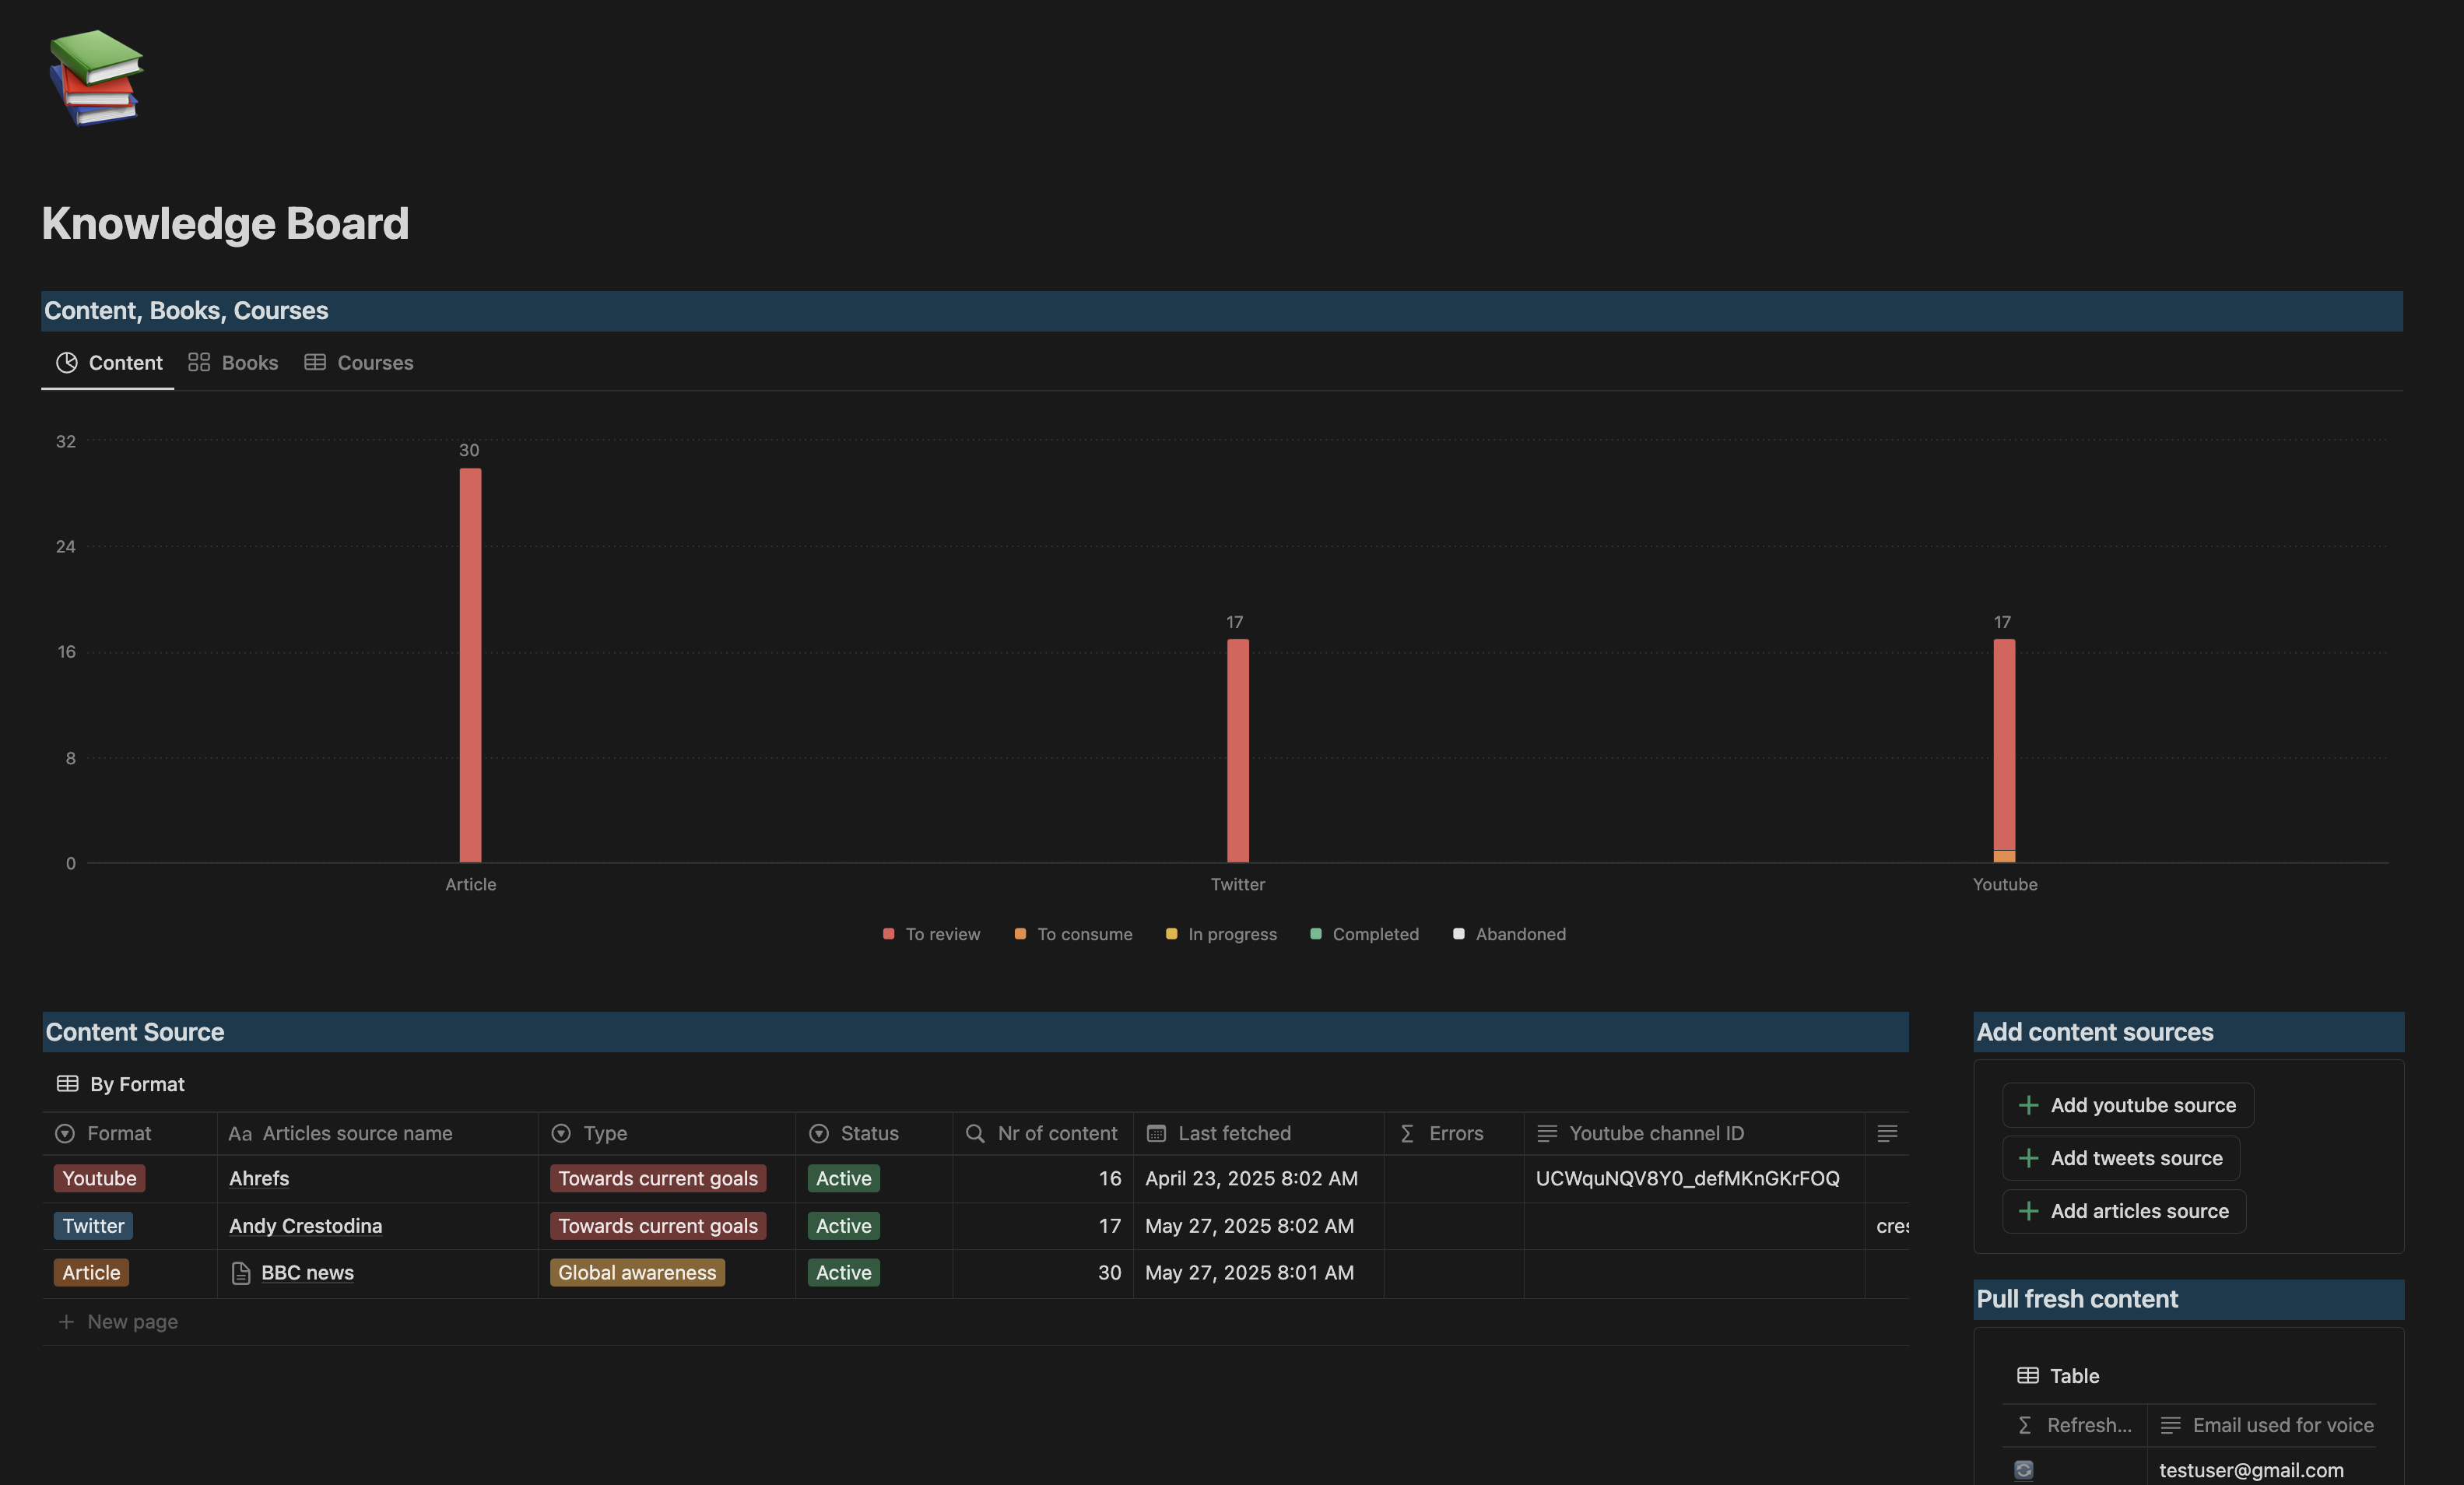 Knowledge Board
Content, Books, Courses
Content Books Courses
32
24
16
8
0
30
17
17
Article Twitter Youtube
To review To consume In progress Completed Abandoned
Content Source
By Format
Format Aa Articles source name Type Status Nr of content Last fetched Σ Errors Youtube channel ID
Youtube Ahrefs Towards current goals Active 16 April 23, 2025 8:02 AM UCWquNQV8Y0_defMKnGKrFOQ
Twitter Andy Crestodina Towards current goals Active 17 May 27, 2025 8:02 AM cres
Article BBC news Global awareness Active 30 May 27, 2025 8:01 AM
+ New page
Add content sources
+ Add youtube source
+ Add tweets source
+ Add articles source
Pull fresh content
Table
Σ Refresh... Email used for voice
testuser@gmail.com